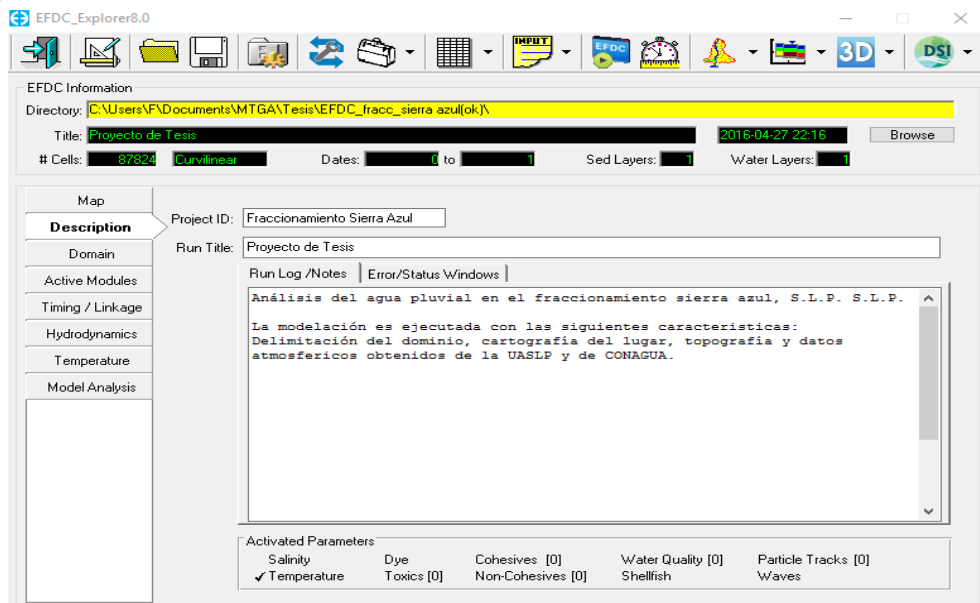 EFDC_Explorer8.0
INPUT
EFDC
3D
DSI
EFDC Information
Directory: C:\Users\F\Documents\MTGA\Tesis\EFDC_fracc_sierra azul(ok)\
Title: Proyecto de Tesis 2016-04-27 22:16 Browse
# Cells: 87824 Curvilinear Dates: 0 to 1 Sed Layers: 1 Water Layers: 1
Map
Description
Domain
Active Modules
Timing / Linkage
Hydrodynamics
Temperature
Model Analysis
Project ID: Fraccionamiento Sierra Azul
Run Title: Proyecto de Tesis
Run Log /Notes Error/Status Windows
Análisis del agua pluvial en el fraccionamiento sierra azul, S.L.P. S.L.P.
La modelación es ejecutada con las siguientes caracteristicas:
Delimitación del dominio, cartografía del lugar, topografía y datos
atmosfericos obtenidos de la UASLP y de CONAGUA.
Activated Parameters
Salinity Dye Cohesives [0] Water Quality [0] Particle Tracks [0]
✓ Temperature Toxics [0] Non-Cohesives [0] Shellfish Waves